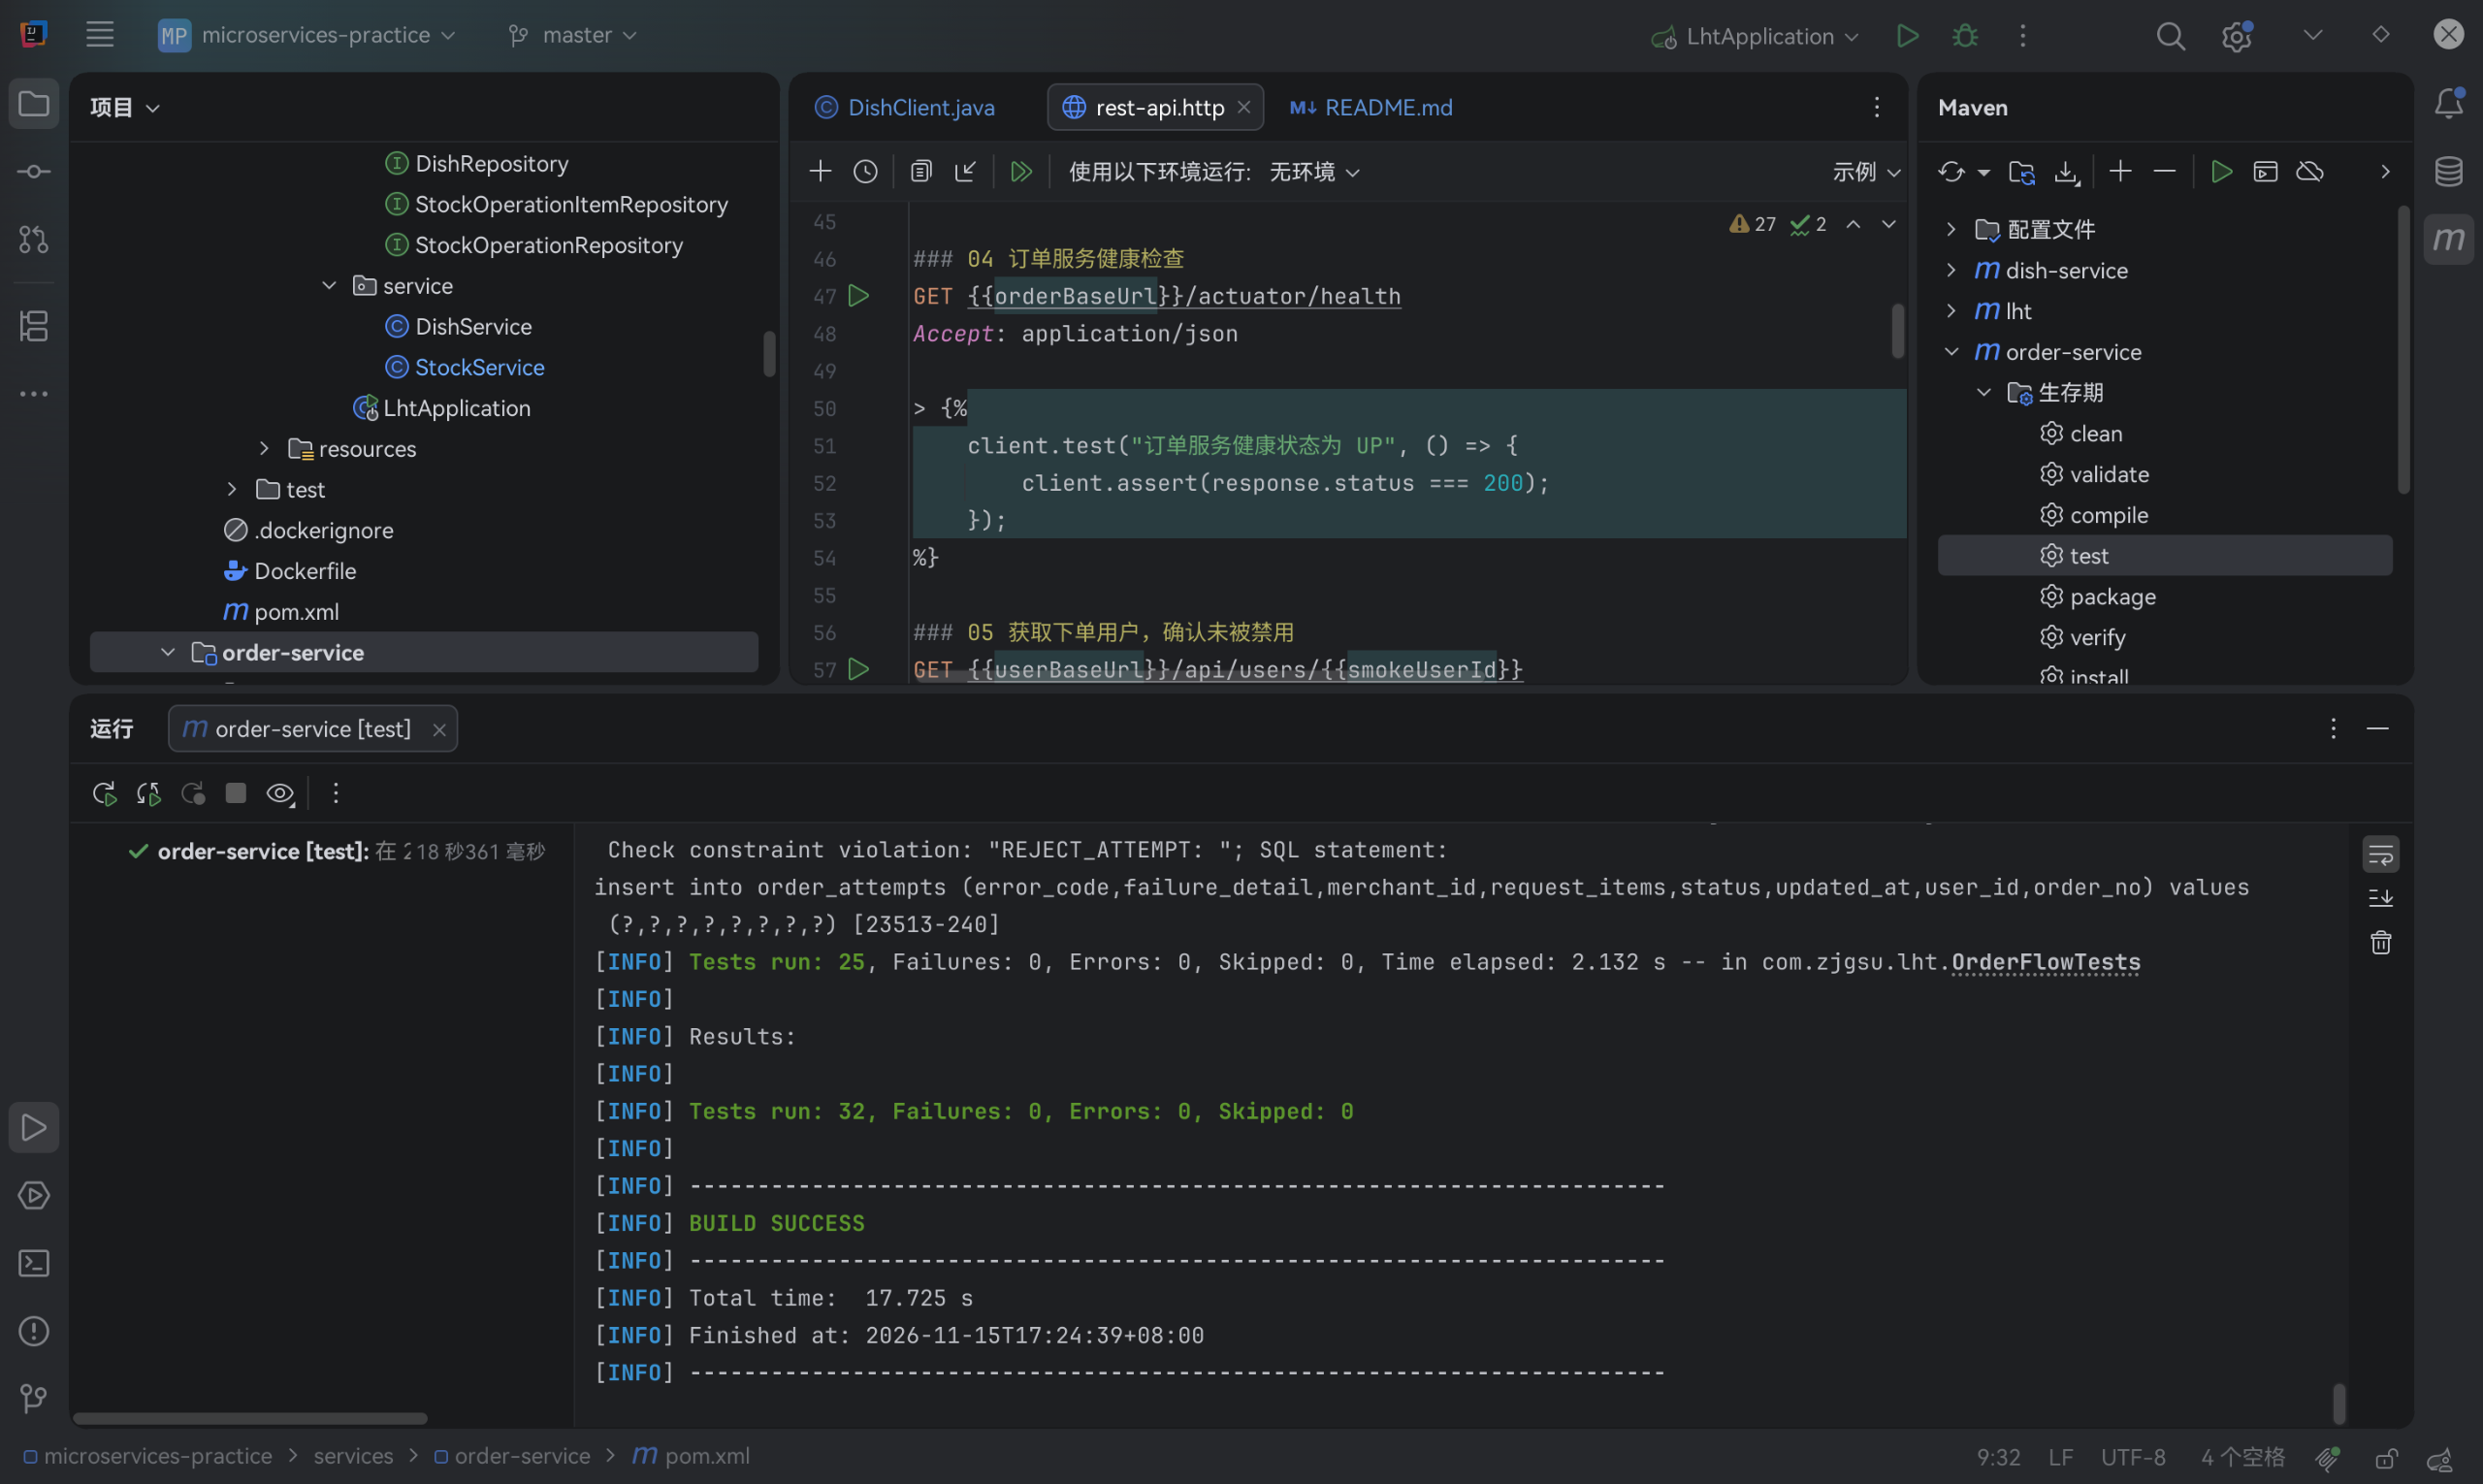 MP microservices-practice
master
LhtApplication
项目
DishRepository
StockOperationItemRepository
StockOperationRepository
service
DishService
StockService
LhtApplication
resources
test
.dockerignore
Dockerfile
pom.xml
order-service
DishClient.java
rest-api.http
README.md
使用以下环境运行: 无环境
示例
27 2
45
46 ### 04 订单服务健康检查
47 GET {{orderBaseUrl}}/actuator/health
48 Accept: application/json
49
50 > {%
51 client.test("订单服务健康状态为 UP", () => {
52 client.assert(response.status === 200);
53 });
54 %}
55
56 ### 05 获取下单用户，确认未被禁用
57 GET {{userBaseUrl}}/api/users/{{smokeUserId}}
Maven
配置文件
dish-service
lht
order-service
生存期
clean
validate
compile
test
package
verify
install
运行
order-service [test]
order-service [test]: 在 18 秒361 毫秒
Check constraint violation: "REJECT_ATTEMPT: "; SQL statement:
insert into order_attempts (error_code,failure_detail,merchant_id,request_items,status,updated_at,user_id,order_no) values
(?,?,?,?,?,?,?,?) [23513-240]
[INFO] Tests run: 25, Failures: 0, Errors: 0, Skipped: 0, Time elapsed: 2.132 s -- in com.zjgsu.lht.OrderFlowTests
[INFO]
[INFO] Results:
[INFO]
[INFO] Tests run: 32, Failures: 0, Errors: 0, Skipped: 0
[INFO]
[INFO] ------------------------------------------------------------------------
[INFO] BUILD SUCCESS
[INFO] ------------------------------------------------------------------------
[INFO] Total time:  17.725 s
[INFO] Finished at: 2026-11-15T17:24:39+08:00
[INFO] ------------------------------------------------------------------------
microservices-practice > services > order-service > pom.xml
9:32 LF UTF-8 4 个空格